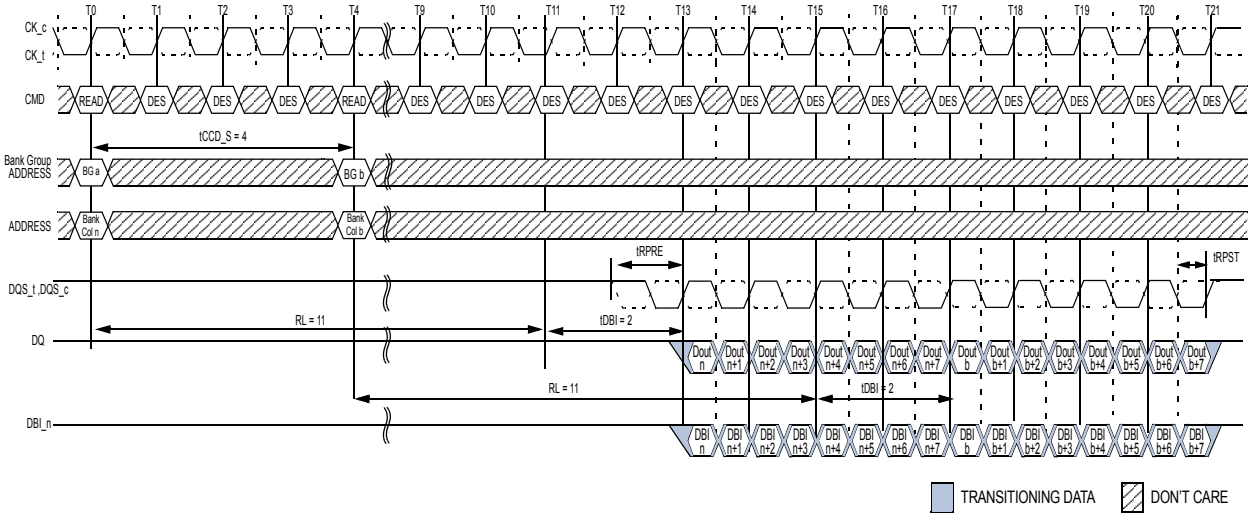 T0 T1 T2 T3 T4 T9 T10 T11 T12 T13 T14 T15 T16 T17 T18 T19 T20 T21
CK_c
CK_t
CMD READ DES DES DES READ DES DES DES DES DES DES DES DES DES DES DES DES DES
tCCD_S = 4
Bank Group
ADDRESS BG a BG b
ADDRESS Bank Col n Bank Col b
tRPRE tRPST
DQS_t ,DQS_c
RL = 11 tDBI = 2
DQ Dout n Dout n+1 Dout n+2 Dout n+3 Dout n+4 Dout n+5 Dout n+6 Dout n+7 Dout b Dout b+1 Dout b+2 Dout b+3 Dout b+4 Dout b+5 Dout b+6 Dout b+7
RL = 11 tDBI = 2
DBI_n DBI n DBI n+1 DBI n+2 DBI n+3 DBI n+4 DBI n+5 DBI n+6 DBI n+7 DBI b DBI b+1 DBI b+2 DBI b+3 DBI b+4 DBI b+5 DBI b+6 DBI b+7
TRANSITIONING DATA DON'T CARE